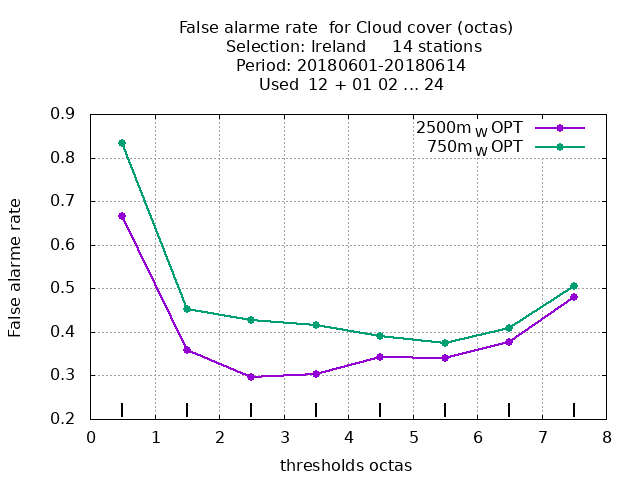 False alarme rate  for Cloud cover (octas)
Selection: Ireland     14 stations
Period: 20180601-20180614
Used  12 + 01 02 ... 24
2500m W OPT
750m W OPT
False alarme rate
0.9
0.8
0.7
0.6
0.5
0.4
0.3
0.2
0 1 2 3 4 5 6 7 8
thresholds octas